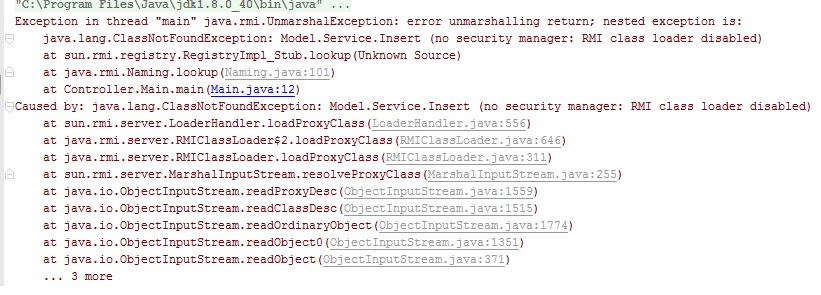 "C:\Program Files\Java\jdk1.8.0_40\bin\java" ...
Exception in thread "main" java.rmi.UnmarshalException: error unmarshalling return; nested exception is:
    java.lang.ClassNotFoundException: Model.Service.Insert (no security manager: RMI class loader disabled)
    at sun.rmi.registry.RegistryImpl_Stub.lookup(Unknown Source)
    at java.rmi.Naming.lookup(Naming.java:101)
    at Controller.Main.main(Main.java:12)
Caused by: java.lang.ClassNotFoundException: Model.Service.Insert (no security manager: RMI class loader disabled)
    at sun.rmi.server.LoaderHandler.loadProxyClass(LoaderHandler.java:556)
    at java.rmi.server.RMIClassLoader$2.loadProxyClass(RMIClassLoader.java:646)
    at java.rmi.server.RMIClassLoader.loadProxyClass(RMIClassLoader.java:311)
    at sun.rmi.server.MarshalInputStream.resolveProxyClass(MarshalInputStream.java:255)
    at java.io.ObjectInputStream.readProxyDesc(ObjectInputStream.java:1559)
    at java.io.ObjectInputStream.readClassDesc(ObjectInputStream.java:1515)
    at java.io.ObjectInputStream.readOrdinaryObject(ObjectInputStream.java:1774)
    at java.io.ObjectInputStream.readObject0(ObjectInputStream.java:1351)
    at java.io.ObjectInputStream.readObject(ObjectInputStream.java:371)
    ... 3 more